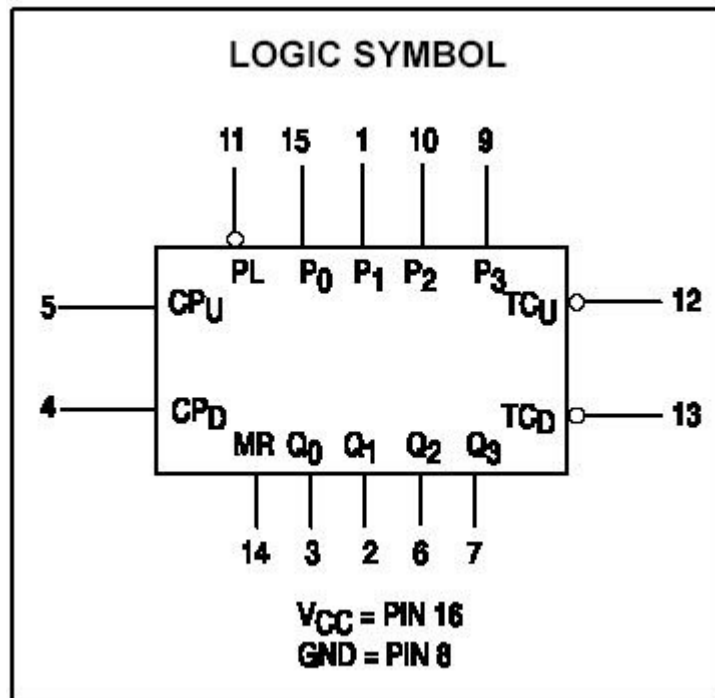 LOGIC SYMBOL
11 15 1 10 9
PL P0 P1 P2 P3
5 CPU TCU 12
4 CPD TCD 13
MR Q0 Q1 Q2 Q3
14 3 2 6 7
VCC = PIN 16
GND = PIN 8